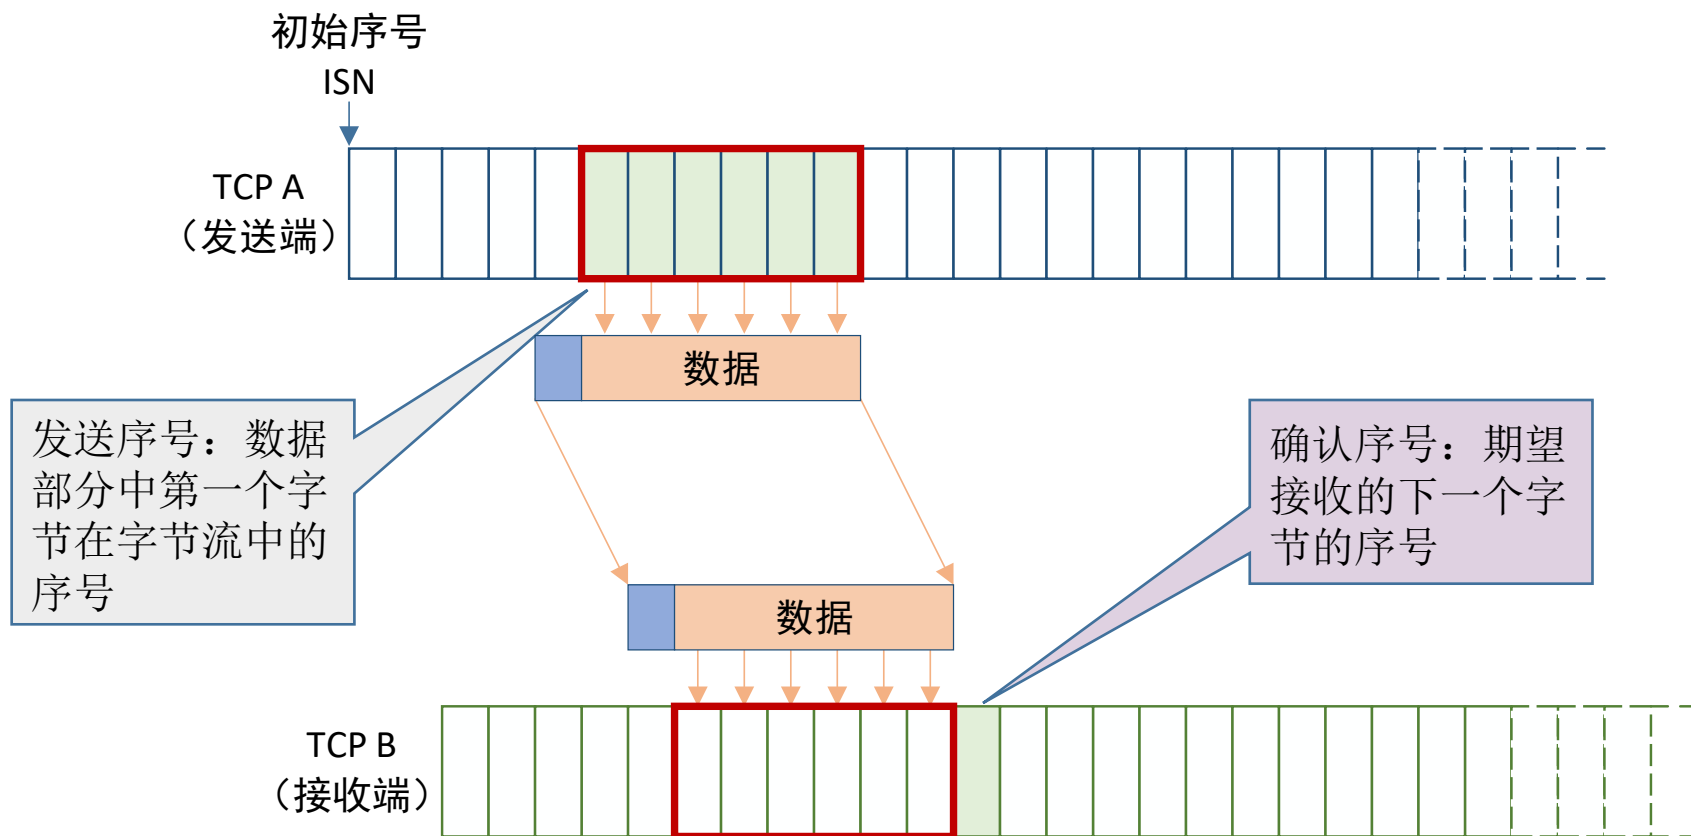 初始序号
ISN
TCP A
（发送端）
数据
发送序号：数据
部分中第一个字
节在字节流中的
序号
确认序号：期望
接收的下一个字
节的序号
数据
TCP B
（接收端）